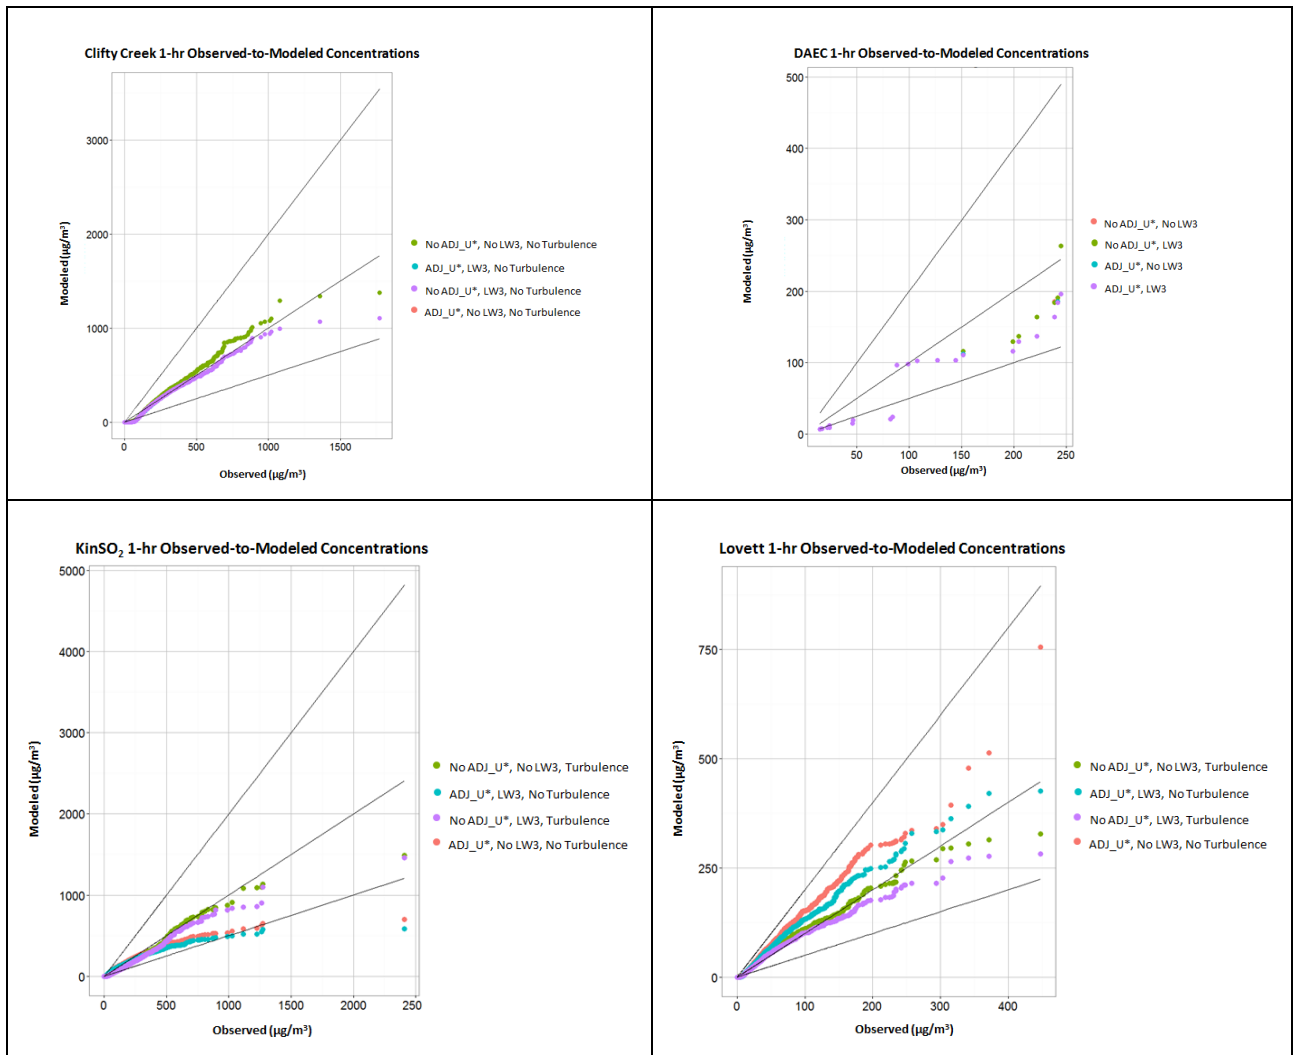 Clifty Creek 1-hr Observed-to-Modeled Concentrations
Modeled (µg/m³)
3000
2000
1000
0
0 500 1000 1500
Observed (µg/m³)
No ADJ_U*, No LW3, No Turbulence
ADJ_U*, LW3, No Turbulence
No ADJ_U*, LW3, No Turbulence
ADJ_U*, No LW3, No Turbulence
DAEC 1-hr Observed-to-Modeled Concentrations
Modeled (µg/m³)
500
400
300
200
100
0
50 100 150 200 250
Observed (µg/m³)
No ADJ_U*, No LW3
No ADJ_U*, LW3
ADJ_U*, No LW3
ADJ_U*, LW3
KinSO₂ 1-hr Observed-to-Modeled Concentrations
Modeled (µg/m³)
5000
4000
3000
2000
1000
0
0 500 1000 1500 2000 250
Observed (µg/m³)
No ADJ_U*, No LW3, Turbulence
ADJ_U*, LW3, No Turbulence
No ADJ_U*, LW3, Turbulence
ADJ_U*, No LW3, No Turbulence
Lovett 1-hr Observed-to-Modeled Concentrations
Modeled (µg/m³)
750
500
250
0
0 100 200 300 400
Observed (µg/m³)
No ADJ_U*, No LW3, Turbulence
ADJ_U*, LW3, No Turbulence
No ADJ_U*, LW3, Turbulence
ADJ_U*, No LW3, No Turbulence